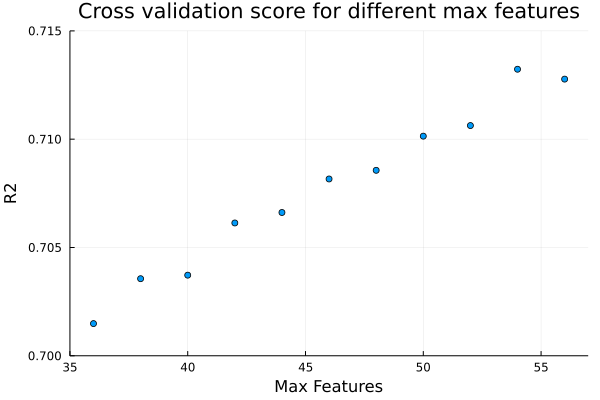 Cross validation score for different max features
0.715
0.710
0.705
0.700
R2
35 40 45 50 55
Max Features